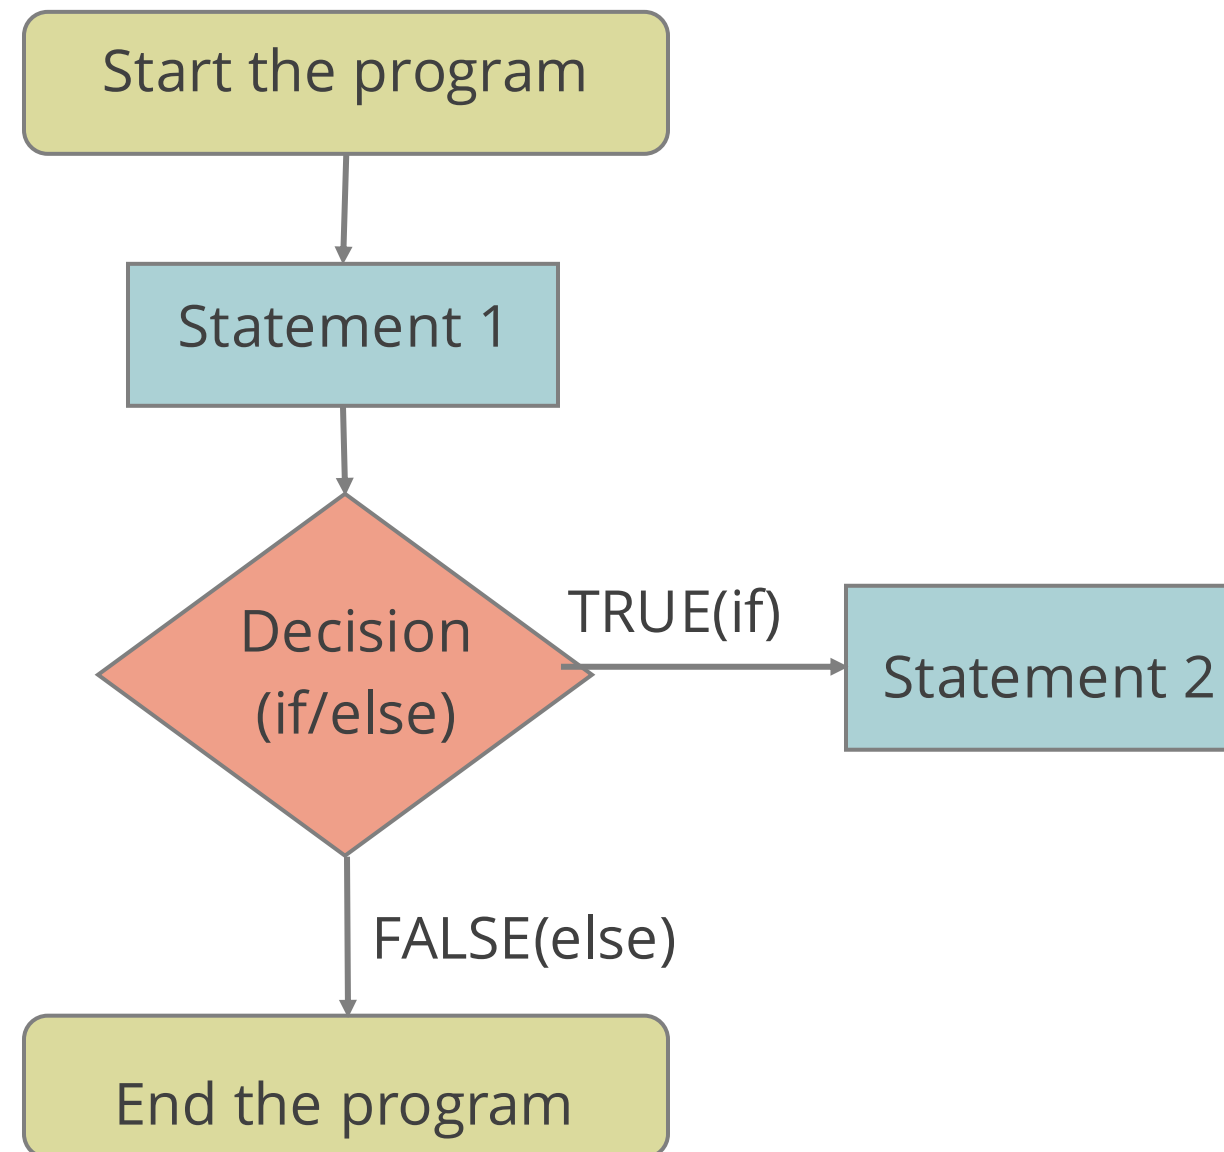 Start the program
Statement 1
Decision
(if/else)
TRUE(if)
Statement 2
FALSE(else)
End the program